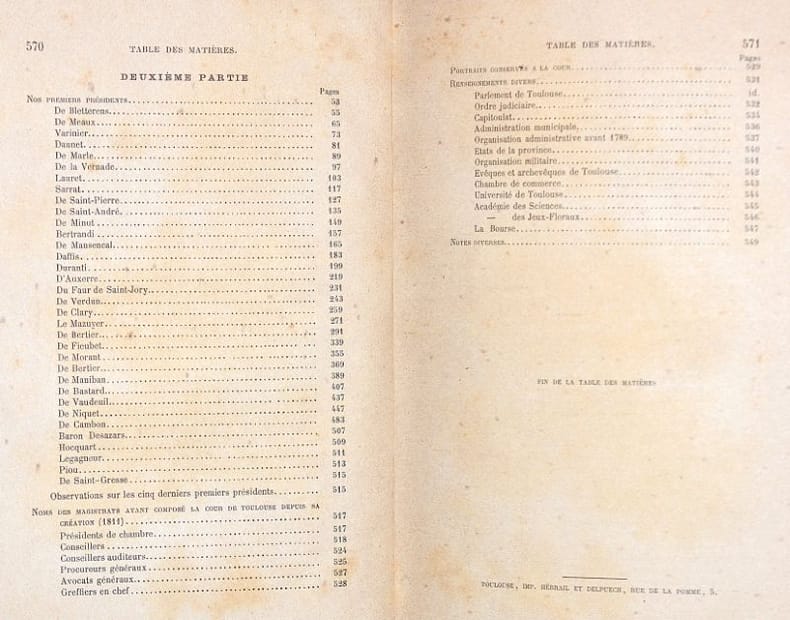 570
TABLE DES MATIÈRES.
DEUXIÈME PARTIE
Pages
NOS PREMIERS PRÉSIDENTS 53
De Bletterens 55
De Meaux 65
Varinier 73
Dannet 81
De Marle 89
De la Vernade 97
Lauret 103
Sarrat 117
De Saint-Pierre 127
De Saint-André 135
De Minut 149
Bertrandi 157
De Mansencal 165
Daffis 183
Duranti 199
D'Auxerre 219
Du Faur de Saint-Jory 231
De Verdun 243
De Clary 259
Le Mazuyer 271
De Bertier 291
De Fieubet 339
De Morant 355
De Bertier 369
De Maniban 389
De Bastard 407
De Vaudeuil 437
De Niquet 447
De Cambon 483
Baron Desazars 507
Hocquart 509
Legagneur 511
Piou 513
De Saint-Gresse 515
Observations sur les cinq derniers premiers présidents 515
NOMS DES MAGISTRATS AYANT COMPOSÉ LA COUR DE TOULOUSE DEPUIS SA
CRÉATION (1811) 517
Présidents de chambre 517
Conseillers 518
Conseillers auditeurs 524
Procureurs généraux 525
Avocats généraux 527
Greffiers en chef 528
TABLE DES MATIÈRES. 571
Pages
PORTRAITS CONSERVÉS A LA COUR 529
RENSEIGNEMENTS DIVERS 531
Parlement de Toulouse id.
Ordre judiciaire 532
Capitoulat 534
Administration municipale 536
Organisation administrative avant 1789 537
Etats de la province 540
Organisation militaire 541
Evêques et archevêques de Toulouse 542
Chambre de commerce 543
Université de Toulouse 544
Académie des Sciences 545
— des Jeux-Floraux 546
La Bourse 547
NOTES DIVERSES 549
FIN DE LA TABLE DES MATIÈRES
TOULOUSE, IMP. HÉBRAIL ET DELPUECH, RUE DE LA POMME, 5.